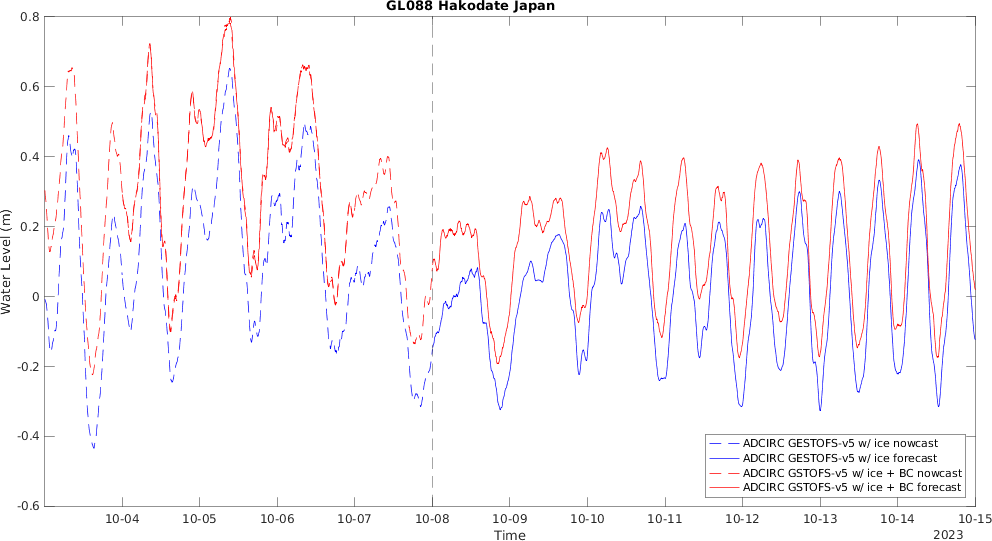 GL088 Hakodate Japan
Water Level (m)
0.8
0.6
0.4
0.2
0
-0.2
-0.4
-0.6
ADCIRC GESTOFS-v5 w/ ice nowcast
ADCIRC GESTOFS-v5 w/ ice forecast
ADCIRC GSTOFS-v5 w/ ice + BC nowcast
ADCIRC GSTOFS-v5 w/ ice + BC forecast
10-04 10-05 10-06 10-07 10-08 10-09 10-10 10-11 10-12 10-13 10-14 10-15
Time
2023